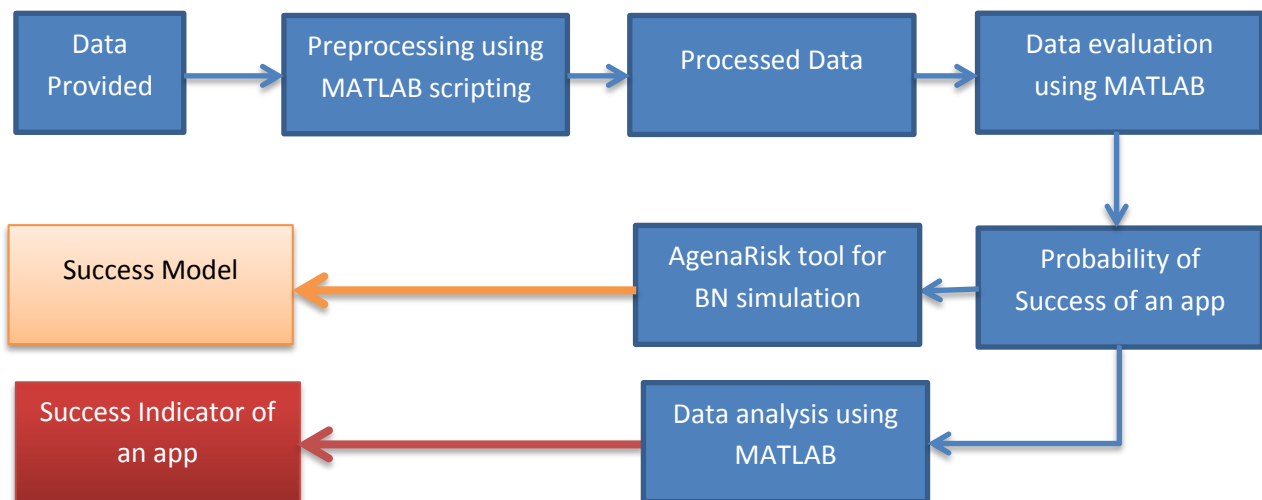 Data
Provided
Preprocessing using
MATLAB scripting
Processed Data
Data evaluation
using MATLAB
Success Model
AgenaRisk tool for
BN simulation
Probability of
Success of an app
Success Indicator of
an app
Data analysis using
MATLAB